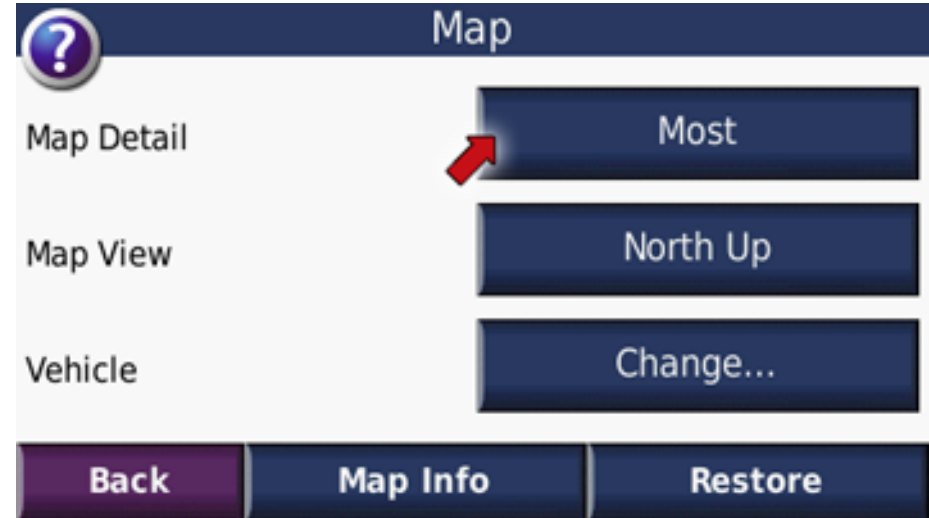 ?
Map
Map Detail
Most
Map View
North Up
Vehicle
Change...
Back
Map Info
Restore